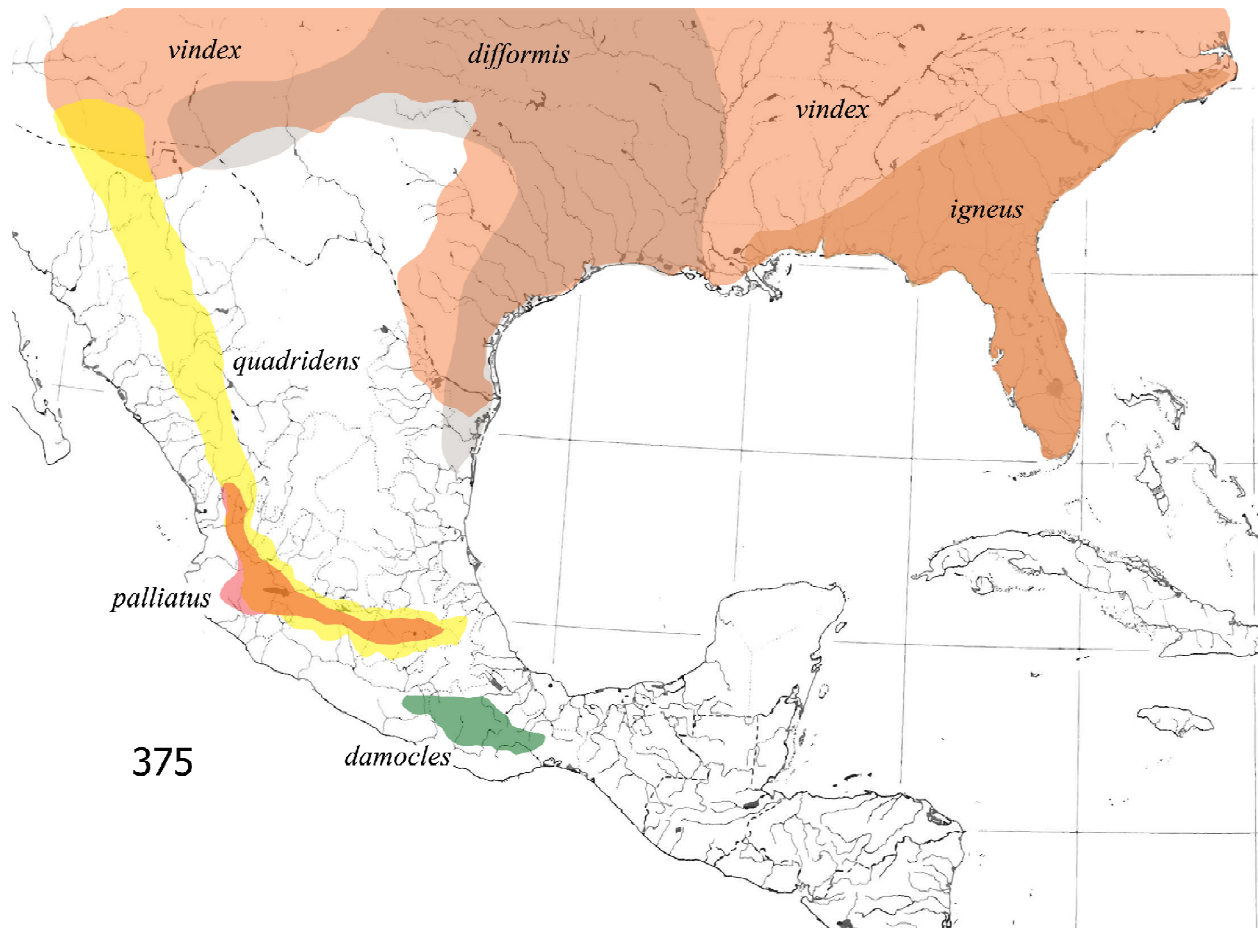 vindex
difformis
vindex
igneus
quadridens
palliatus
damocles
375